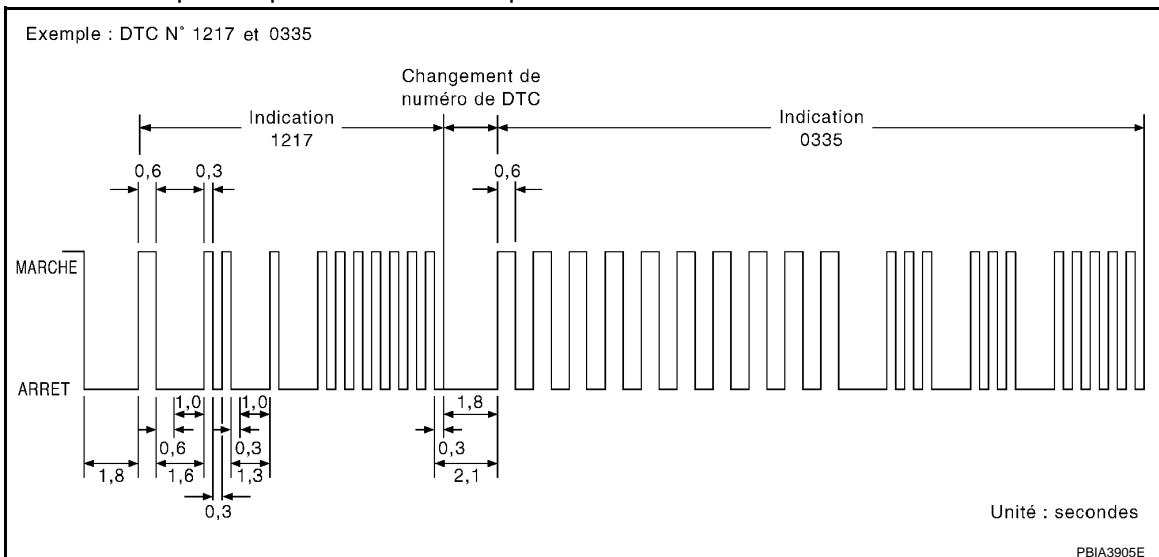 Exemple : DTC N° 1217 et 0335
Changement de
numéro de DTC
Indication
1217
Indication
0335
0,6
0,3
0,6
MARCHE
ARRET
1,0
1,0
1,8
0,6
0,3
0,3
1,8
1,6
1,3
2,1
0,3
Unité : secondes
PBIA3905E